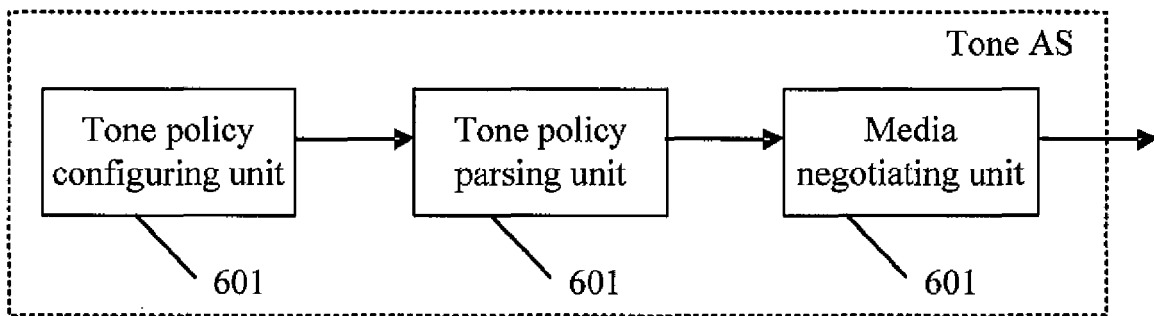 Tone AS
Tone policy
configuring unit
Tone policy
parsing unit
Media
negotiating unit
601
601
601